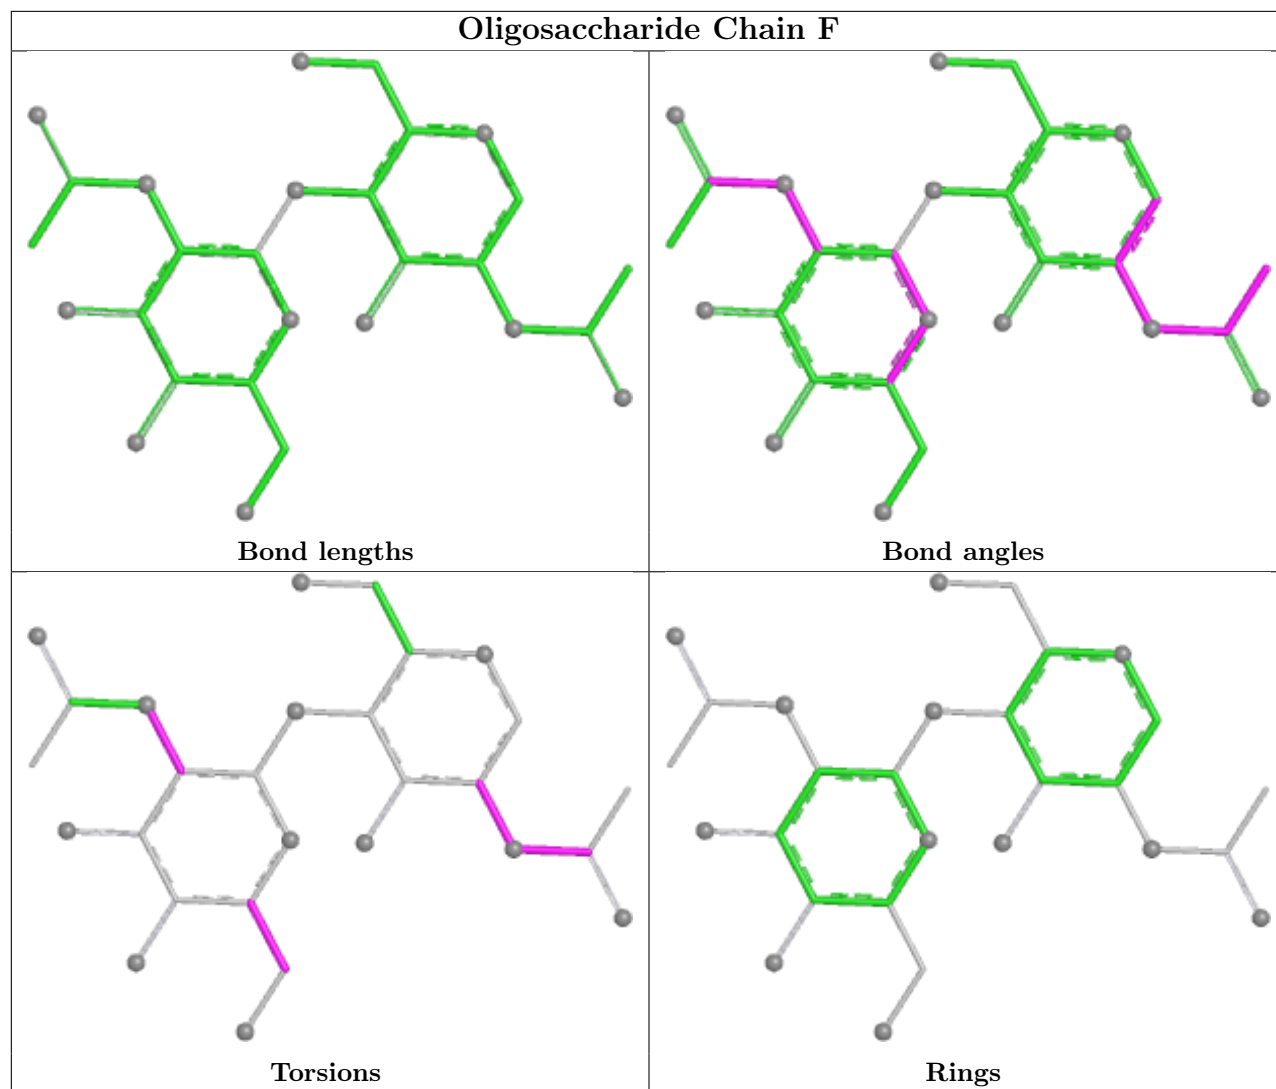 Oligosaccharide Chain F
Bond lengths
Bond angles
Torsions
Rings